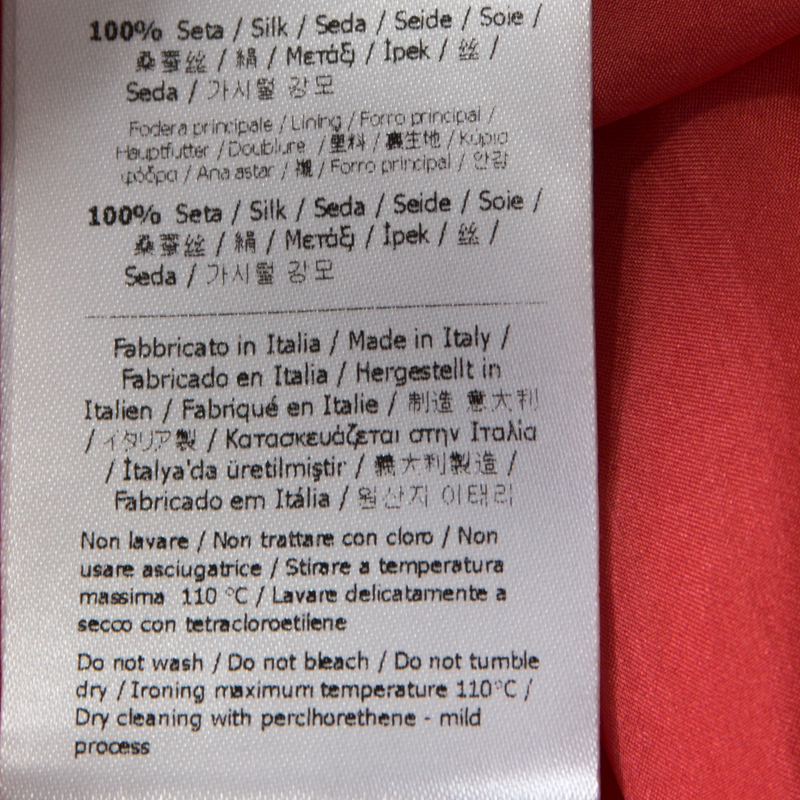 100% Seta / Silk / Seda / Seide / Soie /
桑蚕丝 / 絹 / Μετάξι / İpek / 丝 /
Seda / 가시털 강모
Fodera principale / Lining / Forro principal /
Hauptfutter / Doublure / 里料 / 裏生地 / Κύρια
φόδρα / Ana astar / 襯 / Forro principal / 안감
100% Seta / Silk / Seda / Seide / Soie /
桑蚕丝 / 絹 / Μετάξι / İpek / 丝 /
Seda / 가시털 강모
Fabbricato in Italia / Made in Italy /
Fabricado en Italia / Hergestellt in
Italien / Fabriqué en Italie / 制造 意大利
/ イタリア製 / Κατασκευάζεται στην Ιταλία
/ İtalya'da üretilmiştir / 義大利製造 /
Fabricado em Itália / 원산지 이태리
Non lavare / Non trattare con cloro / Non
usare asciugatrice / Stirare a temperatura
massima 110 °C / Lavare delicatamente a
secco con tetracloroetilene
Do not wash / Do not bleach / Do not tumble
dry / Ironing maximum temperature 110°C /
Dry cleaning with perclhorethene - mild
process